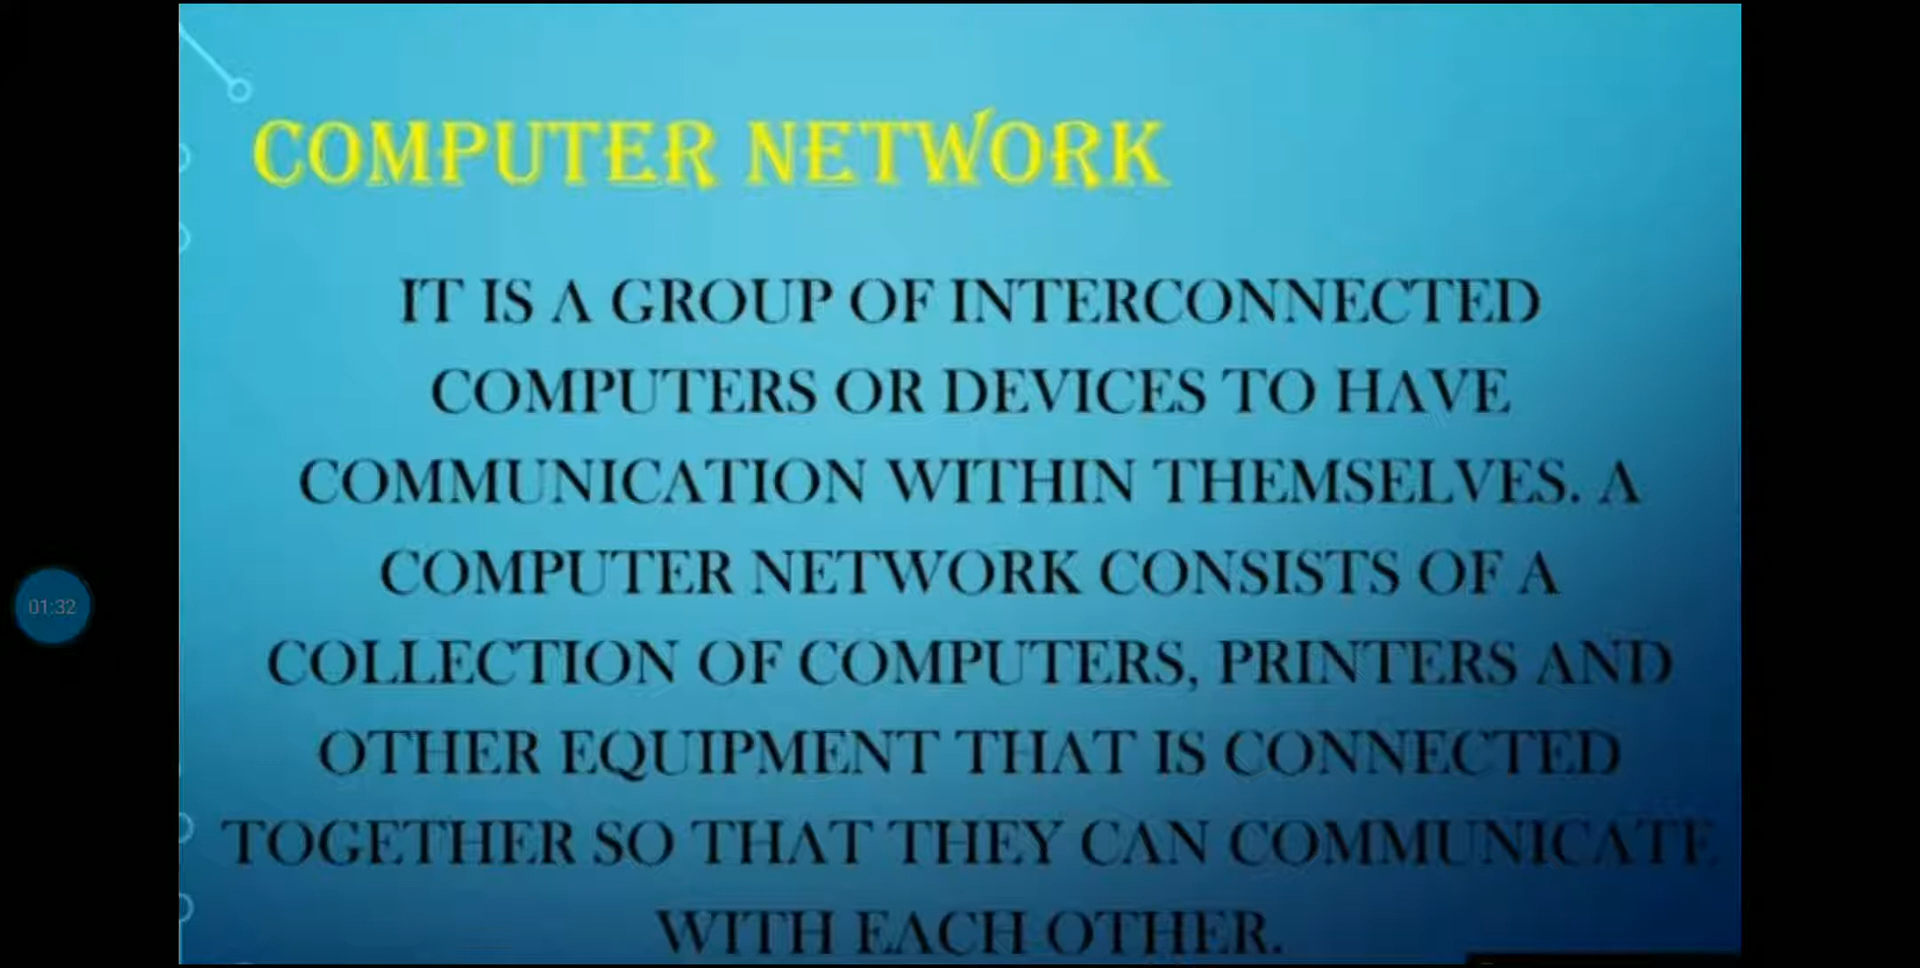 COMPUTER NETWORK
IT IS A GROUP OF INTERCONNECTED
COMPUTERS OR DEVICES TO HAVE
COMMUNICATION WITHIN THEMSELVES. A
COMPUTER NETWORK CONSISTS OF A
COLLECTION OF COMPUTERS, PRINTERS AND
OTHER EQUIPMENT THAT IS CONNECTED
TOGETHER SO THAT THEY CAN COMMUNICATE
WITH EACH OTHER.
01:32